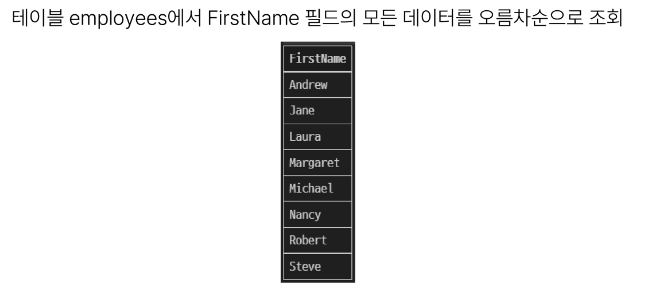 테이블 employees에서 FirstName 필드의 모든 데이터를 오름차순으로 조회
FirstName
Andrew
Jane
Laura
Margaret
Michael
Nancy
Robert
Steve